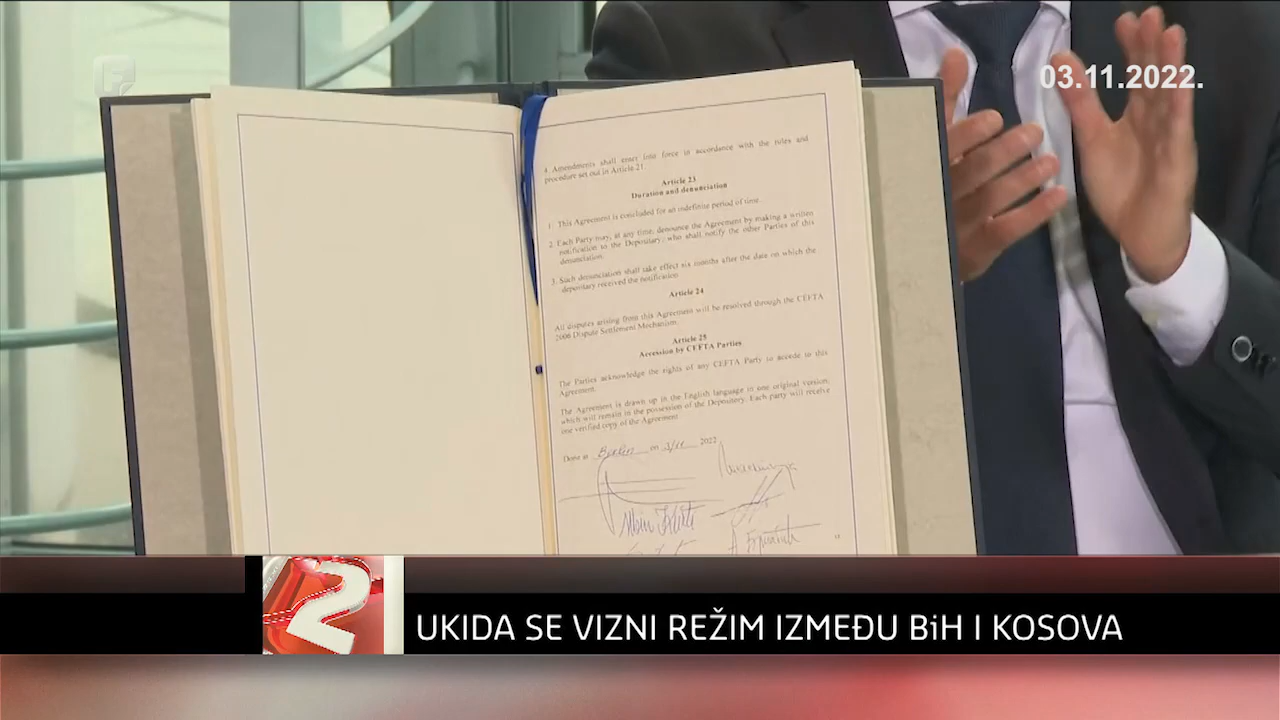 F
03.11.2022.
4. Amendments shall enter into force in accordance with the rules and
procedure set out in Article 21.
Article 23
Duration and denunciation
1. This Agreement is concluded for an indefinite period of time.
2. Each Party may, at any time, denounce the Agreement by making a written
notification to the Depositary, who shall notify the other Parties of this
denunciation.
3. Such denunciation shall take effect six months after the date on which the
depositary received the notification.
Article 24
All disputes arising from this Agreement will be resolved through the CEFTA
2006 Dispute Settlement Mechanism.
Article 25
Accession by CEFTA Parties
The Parties acknowledge the rights of any CEFTA Party to accede to this
Agreement.
The Agreement is drawn up in the English language in one original version,
which will remain in the possession of the Depository. Each party will receive
one verified copy of the Agreement
Done at Berlin on 3/11 2022
Albin Kurti
2
UKIDA SE VIZNI REŽIM IZMEĐU BiH I KOSOVA